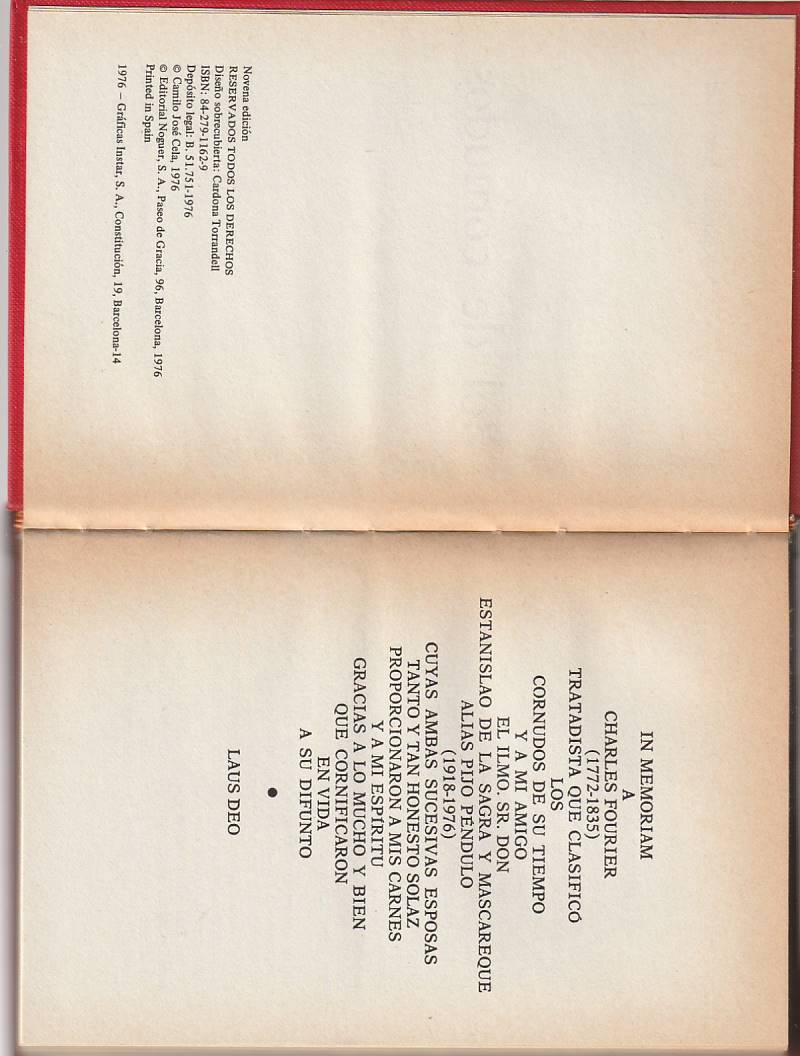 Novena edición
RESERVADOS TODOS LOS DERECHOS
Diseño sobrecubierta: Cardona Torrandell
ISBN: 84-279-1162-9
Depósito legal: B. 51.751-1976
© Camilo José Cela, 1976
© Editorial Noguer, S. A., Paseo de Gracia, 96, Barcelona, 1976
Printed in Spain
1976 – Gráficas Instar, S. A., Constitución, 19, Barcelona-14
IN MEMORIAM
A
CHARLES FOURIER
(1772-1835)
TRATADISTA QUE CLASIFICÓ
LOS
CORNUDOS DE SU TIEMPO
Y A MI AMIGO
EL ILMO. SR. DON
ESTANISLAO DE LA SAGRA Y MASCAREQUE
ALIAS PIJO PÉNDULO
(1918-1976)
CUYAS AMBAS SUCESIVAS ESPOSAS
TANTO Y TAN HONESTO SOLAZ
PROPORCIONARON A MIS CARNES
Y A MI ESPÍRITU
GRACIAS A LO MUCHO Y BIEN
QUE CORNIFICARON
EN VIDA
A SU DIFUNTO
●
LAUS DEO